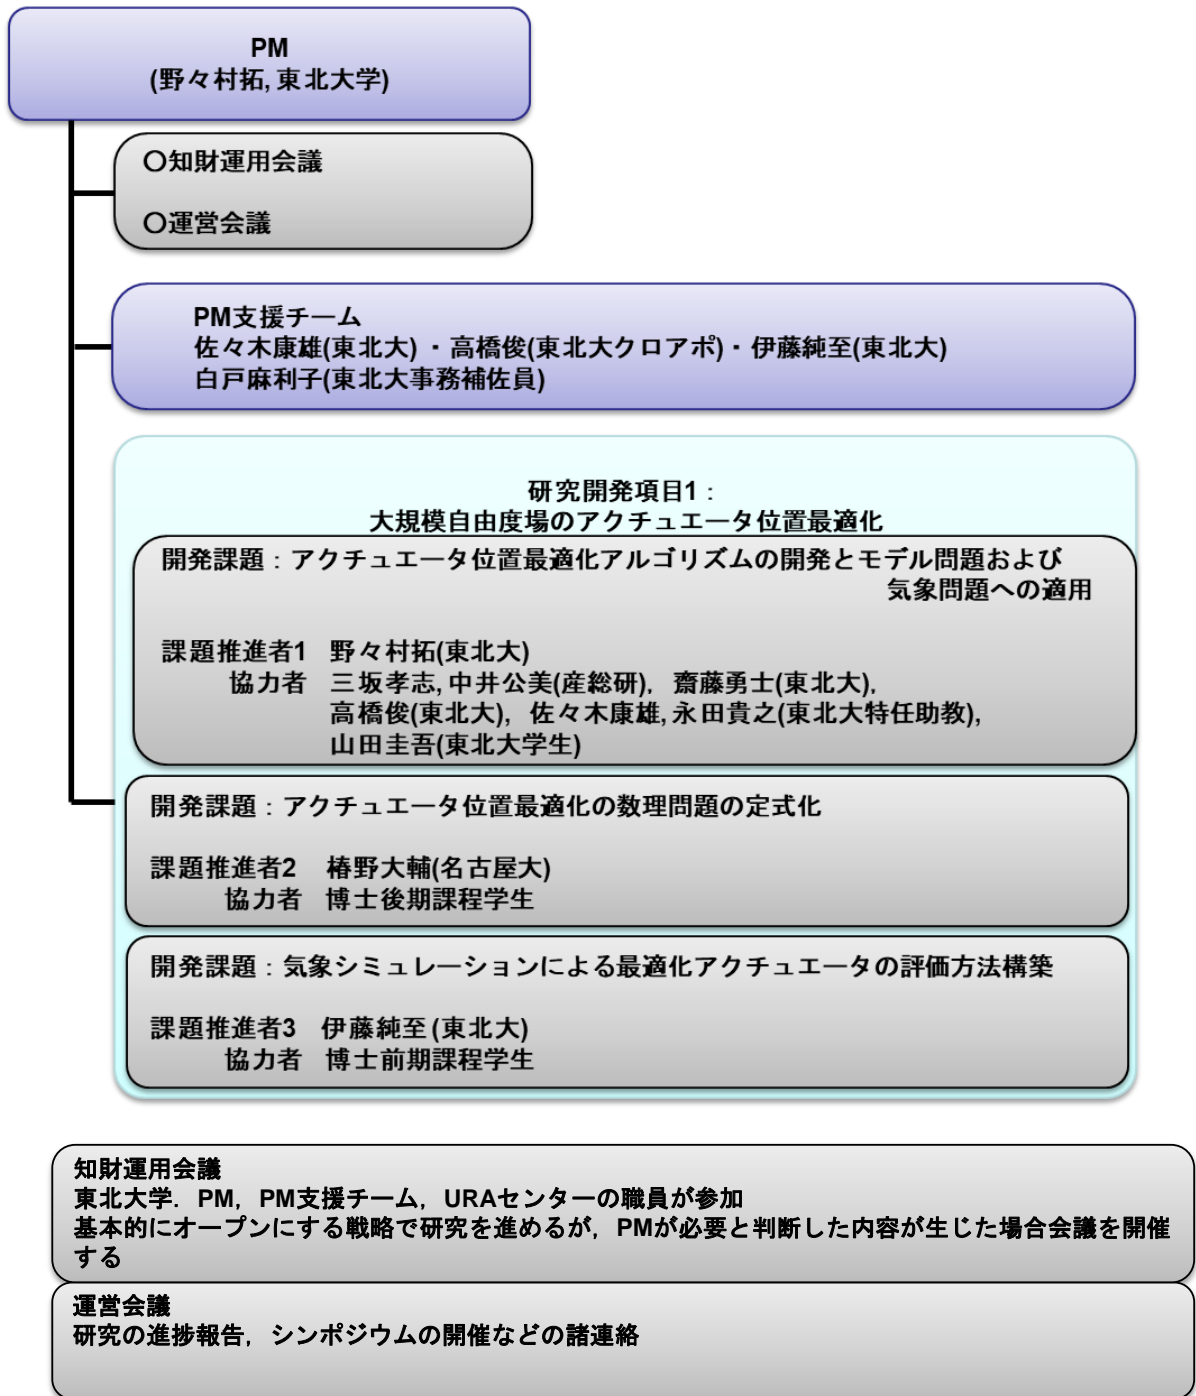 PM
(野々村拓, 東北大学)
〇知財運用会議
〇運営会議
PM支援チーム
佐々木康雄(東北大) ・ 高橋俊(東北大クロアポ)・ 伊藤純至(東北大)
白戸麻利子(東北大事務補佐員)
研究開発項目1：
大規模自由度場のアクチュエータ位置最適化
開発課題：アクチュエータ位置最適化アルゴリズムの開発とモデル問題および
気象問題への適用
課題推進者1　野々村拓(東北大)
協力者　三坂孝志, 中井公美(産総研)，齋藤勇士(東北大)，
高橋俊(東北大)，佐々木康雄, 永田貴之(東北大特任助教)，
山田圭吾(東北大学生)
開発課題：アクチュエータ位置最適化の数理問題の定式化
課題推進者2　椿野大輔(名古屋大)
協力者　博士後期課程学生
開発課題：気象シミュレーションによる最適化アクチュエータの評価方法構築
課題推進者3　伊藤純至 (東北大)
協力者　博士前期課程学生
知財運用会議
東北大学．PM，PM支援チーム，URAセンターの職員が参加
基本的にオープンにする戦略で研究を進めるが，PMが必要と判断した内容が生じた場合会議を開催
する
運営会議
研究の進捗報告，シンポジウムの開催などの諸連絡